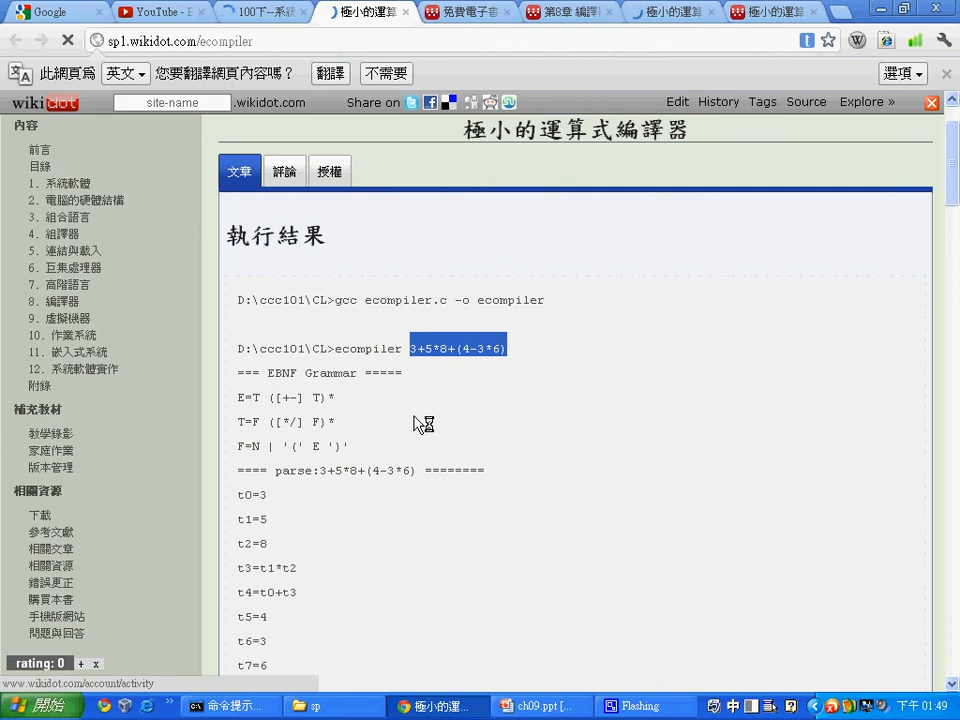 Google
YouTube - E
100下--系統
極小的運算
免費電子書
第8章 編譯
極小的運算
極小的運算
sp1.wikidot.com/ecompiler
此網頁為 英文 您要翻譯網頁內容嗎？ 翻譯 不需要 選項
wikidot site-name .wikidot.com Share on Edit History Tags Source Explore »
內容
前言
目錄
1. 系統軟體
2. 電腦的硬體結構
3. 組合語言
4. 組譯器
5. 連結與載入
6. 巨集處理器
7. 高階語言
8. 編譯器
9. 虛擬機器
10. 作業系統
11. 嵌入式系統
12. 系統軟體實作
附錄
補充教材
教學錄影
家庭作業
版本管理
相關資源
下載
參考文獻
相關文章
相關資源
錯誤更正
購買本書
手機版網站
問題與回答
rating: 0 + x
極小的運算式編譯器
文章 評論 授權
執行結果
D:\ccc101\CL>gcc ecompiler.c -o ecompiler
D:\ccc101\CL>ecompiler 3+5*8+(4-3*6)
=== EBNF Grammar =====
E=T ([+-] T)*
T=F ([*/] F)*
F=N | '(' E ')'
==== parse:3+5*8+(4-3*6) ========
t0=3
t1=5
t2=8
t3=t1*t2
t4=t0+t3
t5=4
t6=3
t7=6
www.wikidot.com/account/activity
開始 命令提示... sp 極小的運... ch09.ppt [... Flashing 中 下午 01:49